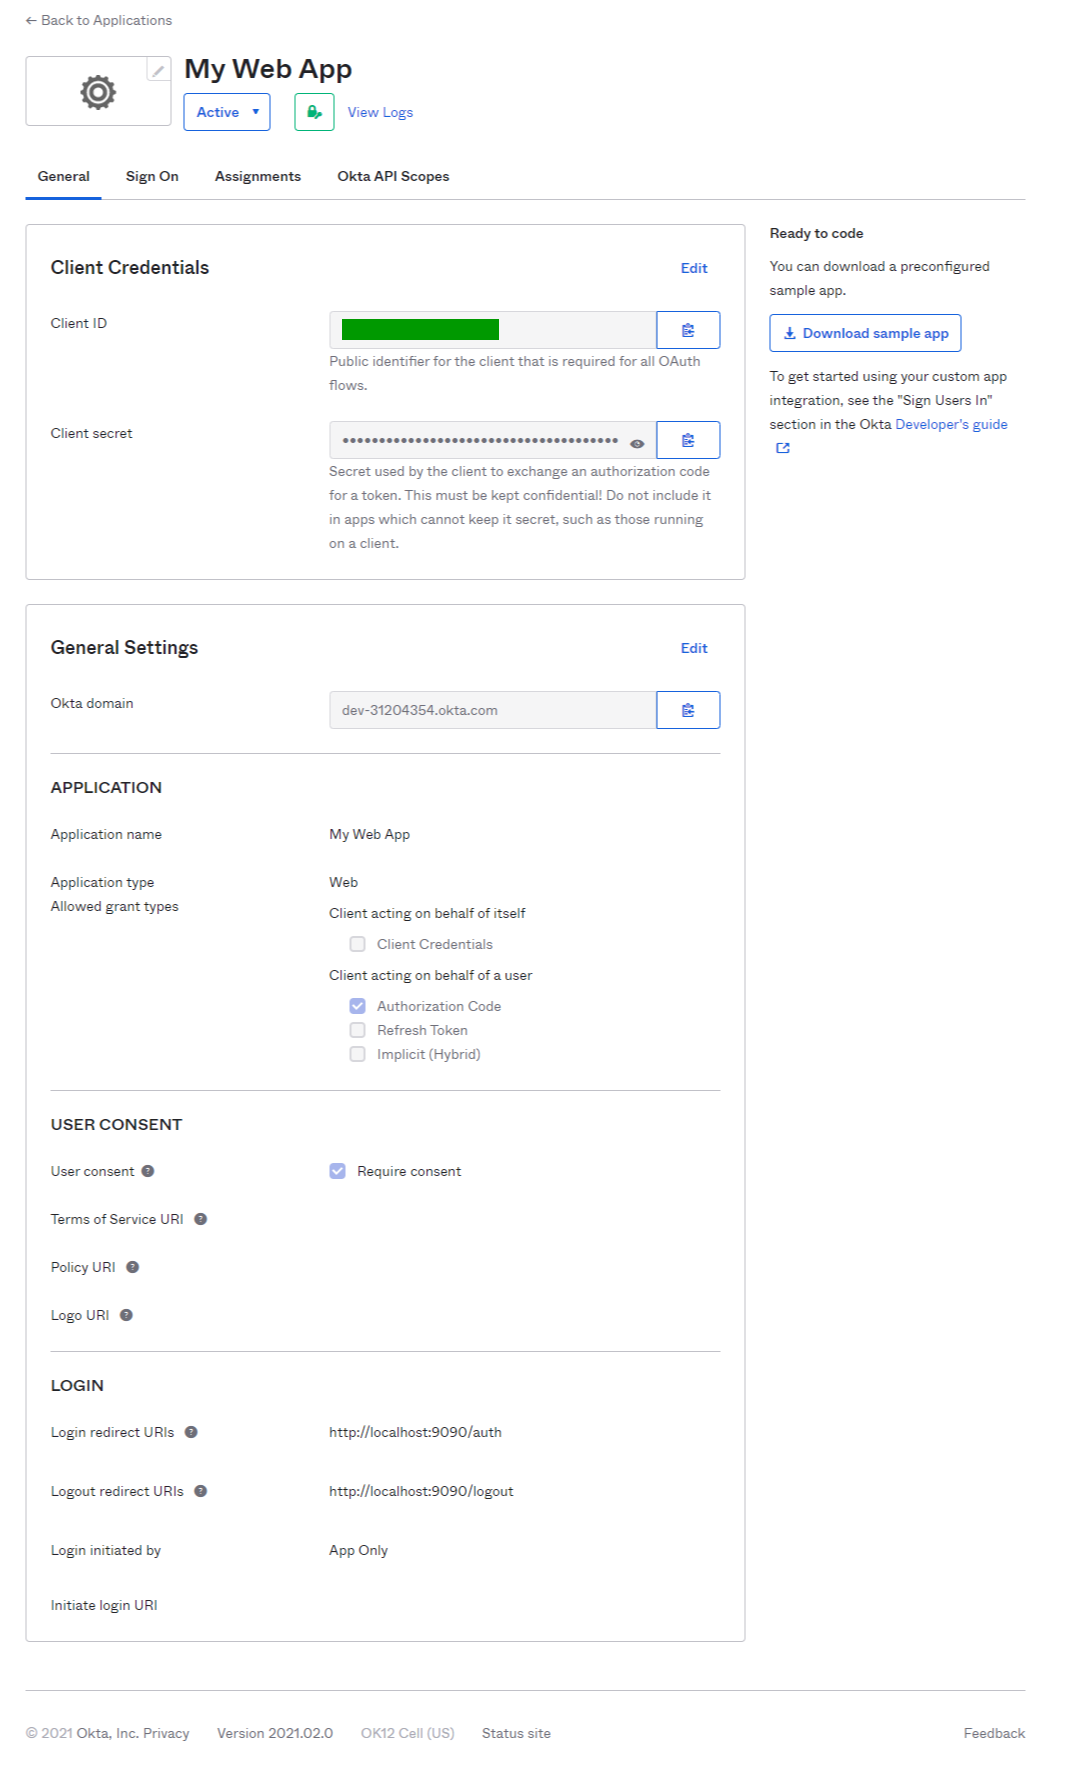 ← Back to Applications
My Web App
Active ▾
View Logs
General
Sign On
Assignments
Okta API Scopes
Client Credentials
Edit
Client ID
Public identifier for the client that is required for all OAuth
flows.
Client secret
••••••••••••••••••••••••••••••••••••••••
Secret used by the client to exchange an authorization code
for a token. This must be kept confidential! Do not include it
in apps which cannot keep it secret, such as those running
on a client.
Ready to code
You can download a preconfigured
sample app.
Download sample app
To get started using your custom app
integration, see the "Sign Users In"
section in the Okta Developer's guide
General Settings
Edit
Okta domain
dev-31204354.okta.com
APPLICATION
Application name
My Web App
Application type
Web
Allowed grant types
Client acting on behalf of itself
Client Credentials
Client acting on behalf of a user
Authorization Code
Refresh Token
Implicit (Hybrid)
USER CONSENT
User consent ?
Require consent
Terms of Service URI ?
Policy URI ?
Logo URI ?
LOGIN
Login redirect URIs ?
http://localhost:9090/auth
Logout redirect URIs ?
http://localhost:9090/logout
Login initiated by
App Only
Initiate login URI
© 2021 Okta, Inc. Privacy
Version 2021.02.0
OK12 Cell (US)
Status site
Feedback